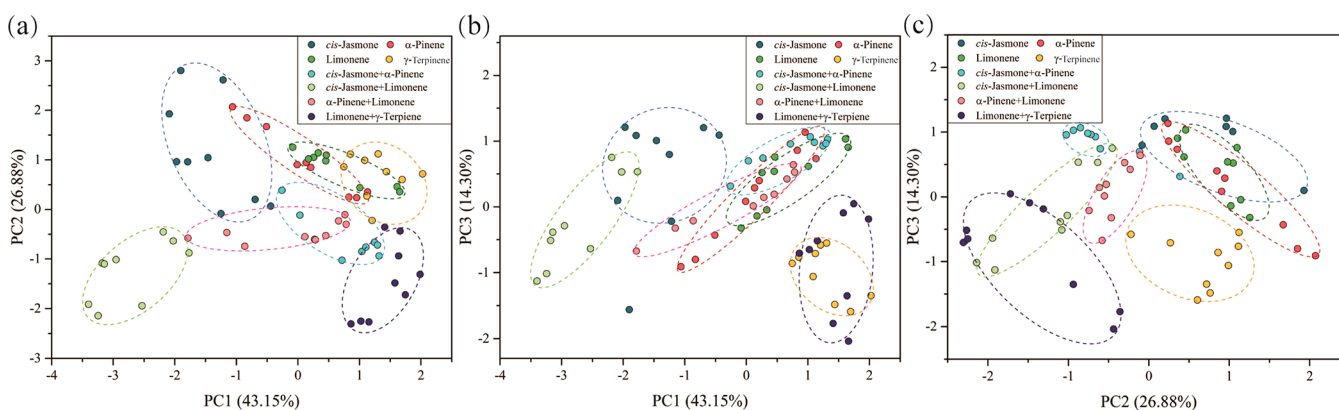 (a)
cis-Jasmone α-Pinene
Limonene γ-Terpinene
cis-Jasmone+α-Pinene
cis-Jasmone+Limonene
α-Pinene+Limonene
Limonene+γ-Terpiene
PC2 (26.88%)
3
2
1
0
-1
-2
-3
-4 -3 -2 -1 0 1 2
PC1 (43.15%)
(b)
cis-Jasmone α-Pinene
Limonene γ-Terpinene
cis-Jasmone+α-Pinene
cis-Jasmone+Limonene
α-Pinene+Limonene
Limonene+γ-Terpiene
PC3 (14.30%)
2
1
0
-1
-2
-4 -3 -2 -1 0 1 2
PC1 (43.15%)
(c)
cis-Jasmone α-Pinene
Limonene γ-Terpinene
cis-Jasmone+α-Pinene
cis-Jasmone+Limonene
α-Pinene+Limonene
Limonene+γ-Terpiene
PC3 (14.30%)
2
1
0
-1
-2
-2 -1 0 1 2
PC2 (26.88%)